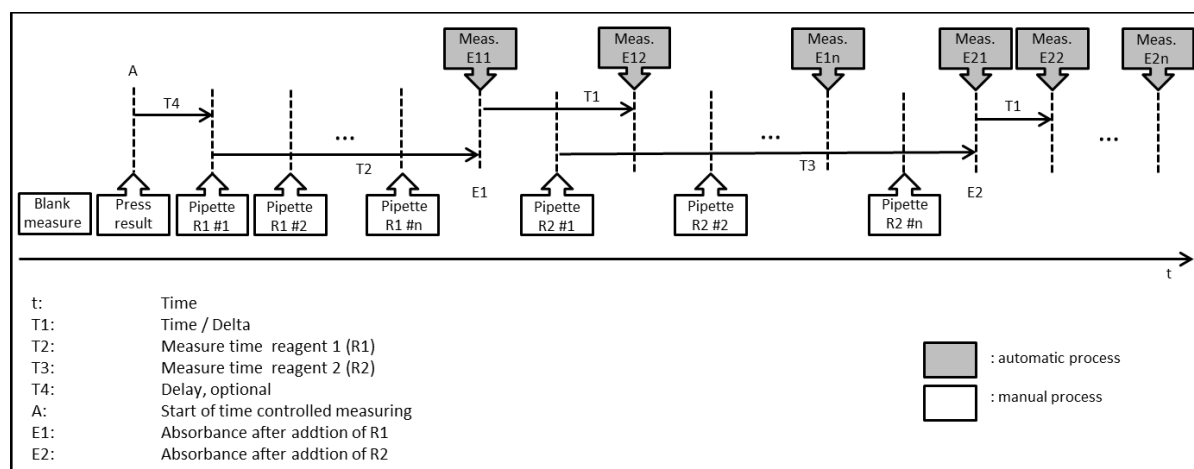 Meas.
E11
Meas.
E12
Meas.
E1n
Meas.
E21
Meas.
E22
Meas.
E2n
A
T4
T1
T1
...
...
...
T2
T3
E1
E2
Blank
measure
Press
result
Pipette
R1 #1
Pipette
R1 #2
Pipette
R1 #n
Pipette
R2 #1
Pipette
R2 #2
Pipette
R2 #n
t
t: Time
T1: Time / Delta
T2: Measure time reagent 1 (R1)
T3: Measure time reagent 2 (R2)
T4: Delay, optional
A: Start of time controlled measuring
E1: Absorbance after addtion of R1
E2: Absorbance after addtion of R2
: automatic process
: manual process